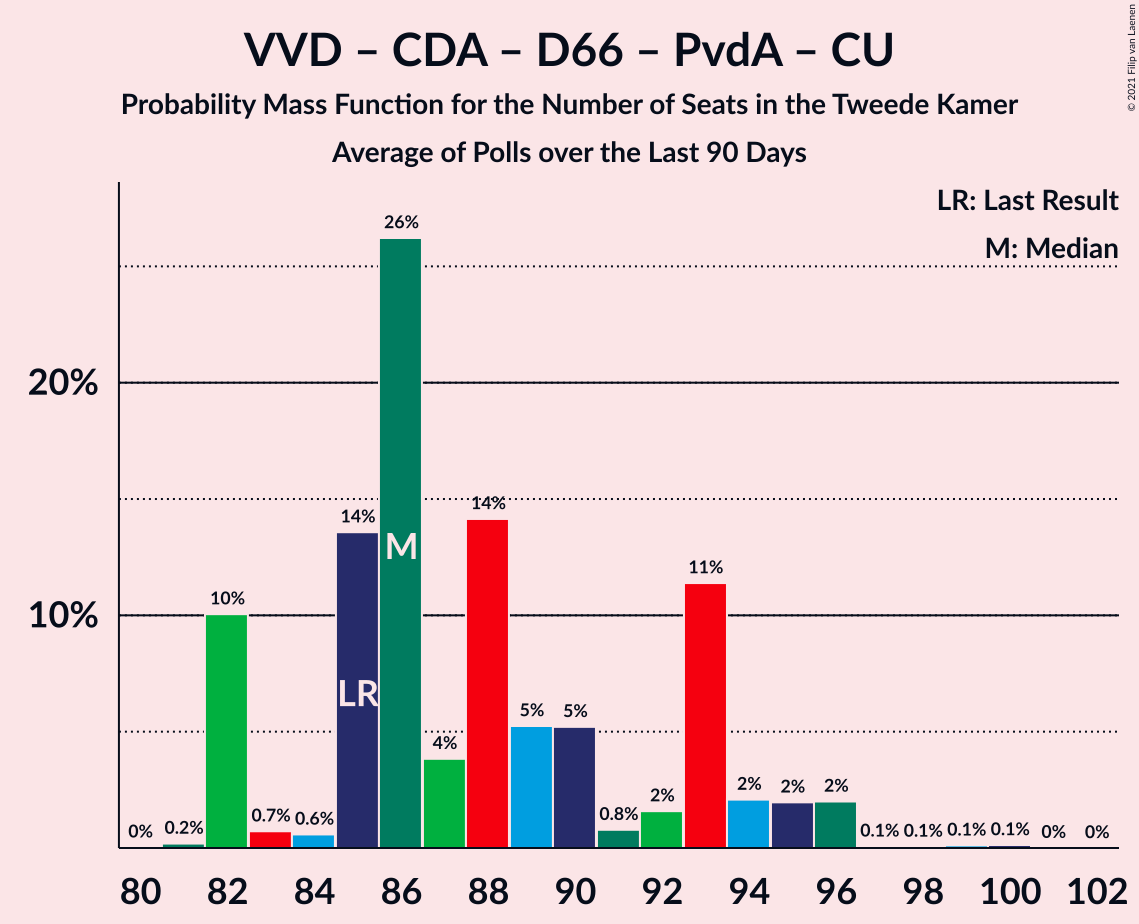 VVD – CDA – D66 – PvdA – CU
Probability Mass Function for the Number of Seats in the Tweede Kamer
Average of Polls over the Last 90 Days
© 2021 Filip van Laenen
LR: Last Result
M: Median
20%
10%
0%
0.2%
10%
0.7%
0.6%
14%
26%
4%
14%
5%
5%
0.8%
2%
11%
2%
2%
2%
0.1%
0.1%
0.1%
0.1%
0%
0%
LR
M
80 82 84 86 88 90 92 94 96 98 100 102